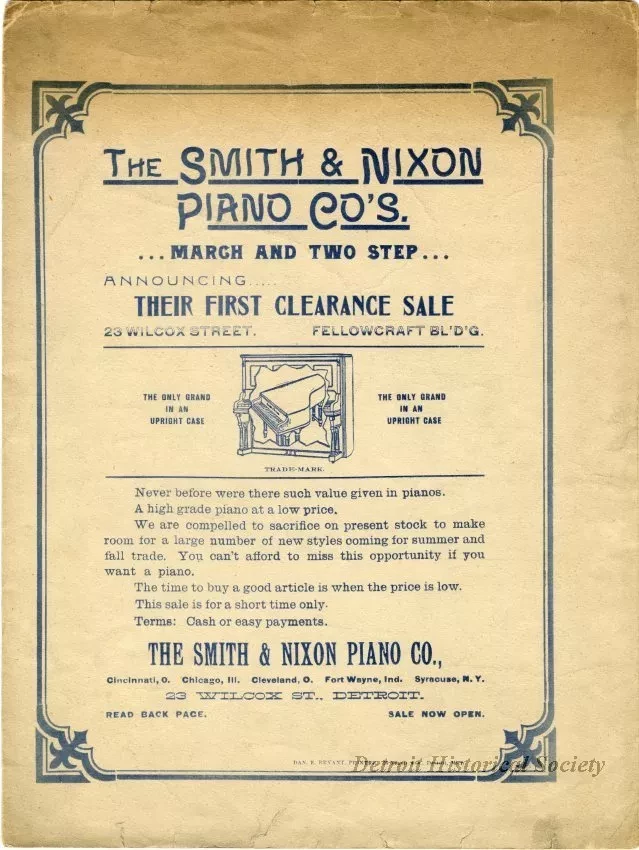 THE SMITH & NIXON
PIANO CO'S.
...MARCH AND TWO STEP...
ANNOUNCING.....
THEIR FIRST CLEARANCE SALE
23 WILCOX STREET. FELLOWCRAFT BL'D'G.
THE ONLY GRAND
IN AN
UPRIGHT CASE
THE ONLY GRAND
IN AN
UPRIGHT CASE
TRADE-MARK.
Never before were there such value given in pianos.
A high grade piano at a low price.
We are compelled to sacrifice on present stock to make
room for a large number of new styles coming for summer and
fall trade. You can't afford to miss this opportunity if you
want a piano.
The time to buy a good article is when the price is low.
This sale is for a short time only.
Terms: Cash or easy payments.
THE SMITH & NIXON PIANO CO.,
Cincinnati, O. Chicago, Ill. Cleveland, O. Fort Wayne, Ind. Syracuse, N. Y.
23 WILCOX ST., DETROIT.
READ BACK PAGE. SALE NOW OPEN.
DAN. R. BRYANT, PRINTER
Detroit Historical Society